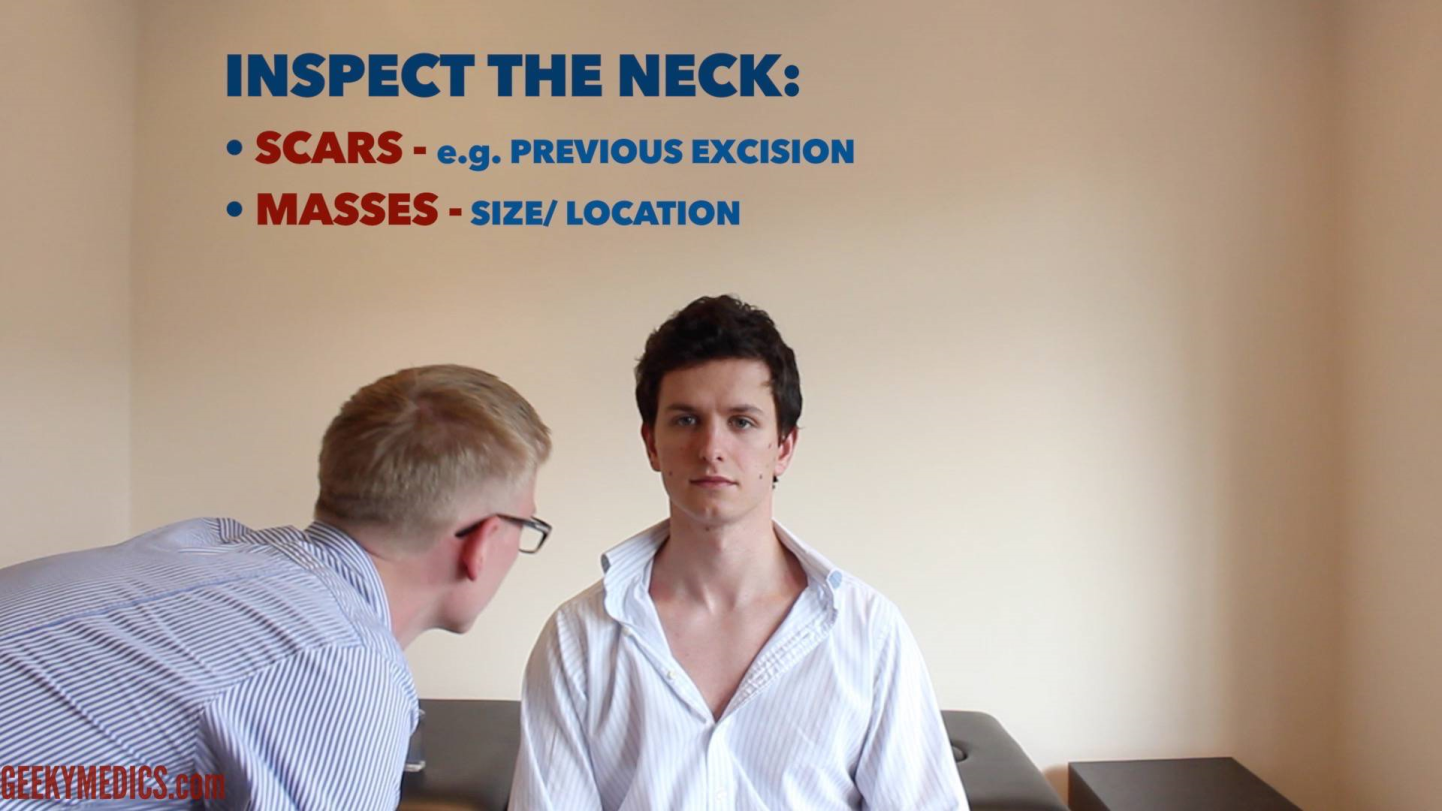 INSPECT THE NECK:
• SCARS - e.g. PREVIOUS EXCISION
• MASSES - SIZE/ LOCATION
GEEKYMEDICS.com